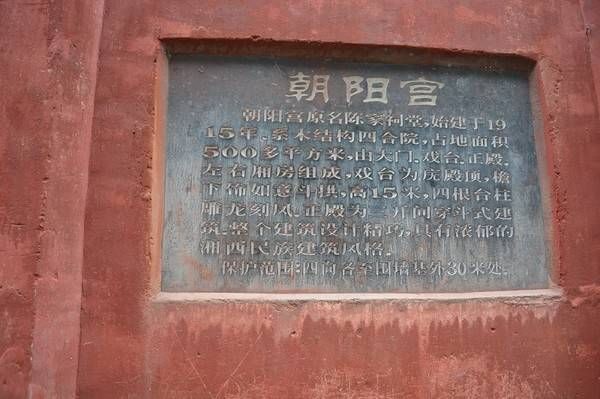 朝阳宫
朝阳宫原名陈家祠堂,始建于19
15年,系木结构四合院,占地面积
500多平方米,由大门、戏台、正殿、
左右厢房组成,戏台为庑殿顶,檐
下饰如意斗拱,高15米,四根台柱
雕龙刻凤。正殿为三开间穿斗式建
筑。整个建筑设计精巧,具有浓郁的
湘西民族建筑风格。
保护范围:四向各至围墙基外30米处。